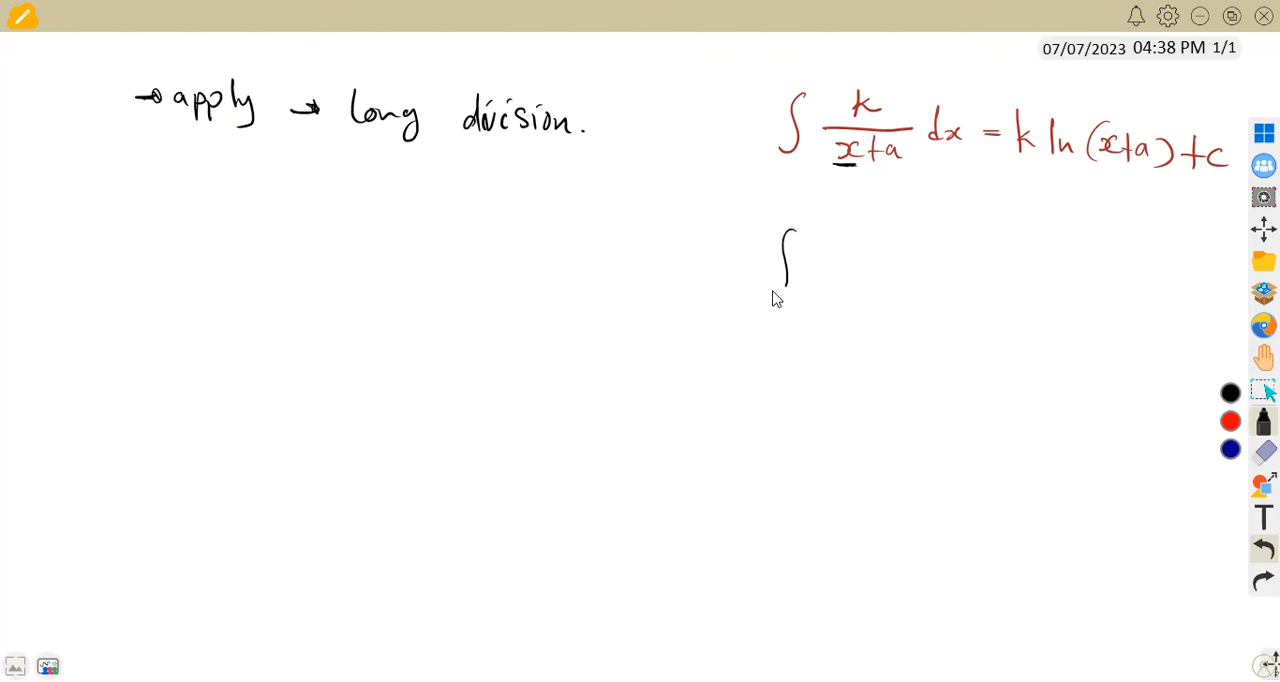 07/07/2023 04:38 PM 1/1
→ apply → long division.
∫ k/(x+a) dx = k ln(x+a) + c
∫
T